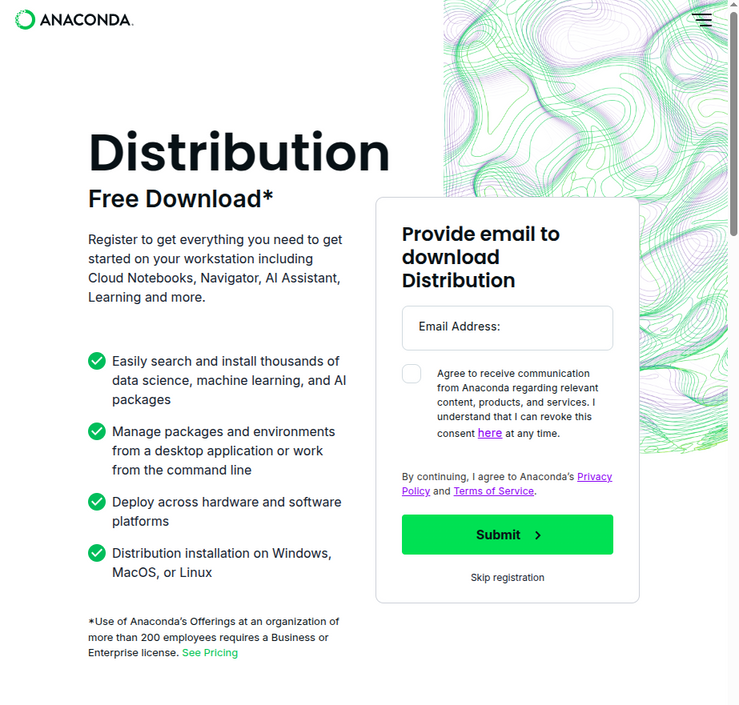 ANACONDA.
Distribution
Free Download*
Register to get everything you need to get
started on your workstation including
Cloud Notebooks, Navigator, AI Assistant,
Learning and more.
Easily search and install thousands of
data science, machine learning, and AI
packages
Manage packages and environments
from a desktop application or work
from the command line
Deploy across hardware and software
platforms
Distribution installation on Windows,
MacOS, or Linux
*Use of Anaconda’s Offerings at an organization of
more than 200 employees requires a Business or
Enterprise license. See Pricing
Provide email to
download
Distribution
Email Address:
Agree to receive communication
from Anaconda regarding relevant
content, products, and services. I
understand that I can revoke this
consent here at any time.
By continuing, I agree to Anaconda’s Privacy
Policy and Terms of Service.
Submit
Skip registration